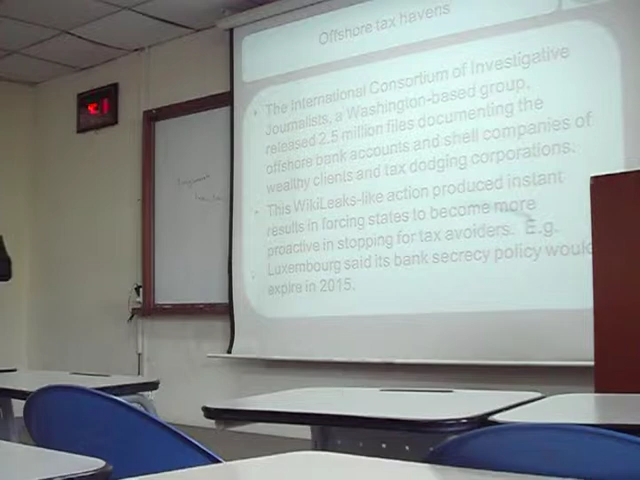 Offshore tax havens
The International Consortium of Investigative
Journalists, a Washington-based group,
released 2.5 million files documenting the
offshore bank accounts and shell companies of
wealthy clients and tax dodging corporations.
This WikiLeaks-like action produced instant
results in forcing states to become more
proactive in stopping for tax avoiders. E.g.
Luxembourg said its bank secrecy policy would
expire in 2015.